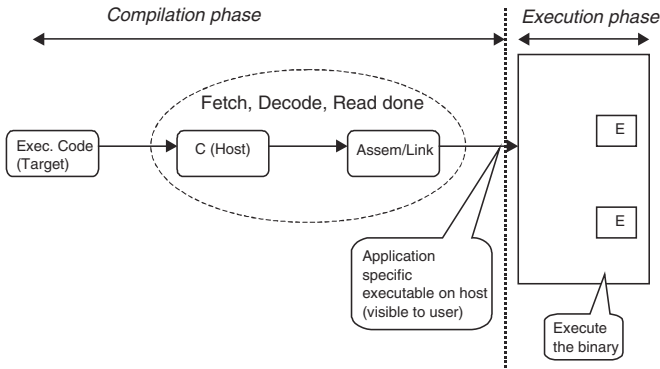 Compilation phase
Execution phase
Fetch, Decode, Read done
Exec. Code
(Target)
C (Host)
Assem/Link
E
E
Application
specific
executable on host
(visible to user)
Execute
the binary